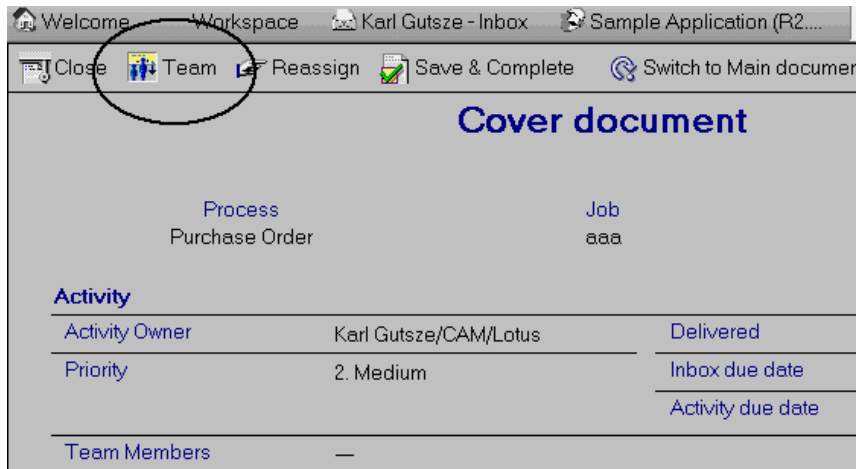 Welcome Workspace Karl Gutsze - Inbox Sample Application (R2....
Close Team Reassign Save & Complete Switch to Main documen
Cover document
Process Job
Purchase Order aaa
Activity
Activity Owner Karl Gutsze/CAM/Lotus Delivered
Priority 2. Medium Inbox due date
Activity due date
Team Members —